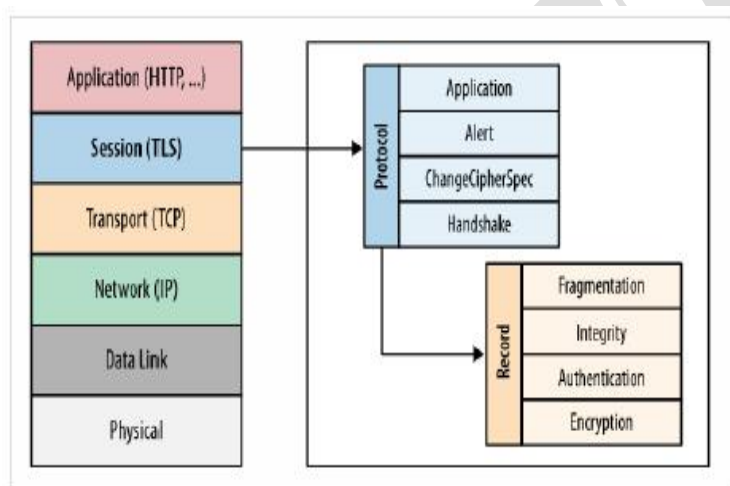 Application (HTTP, ...)
Session (TLS)
Transport (TCP)
Network (IP)
Data Link
Physical
Protocol
Application
Alert
ChangeCipherSpec
Handshake
Record
Fragmentation
Integrity
Authentication
Encryption